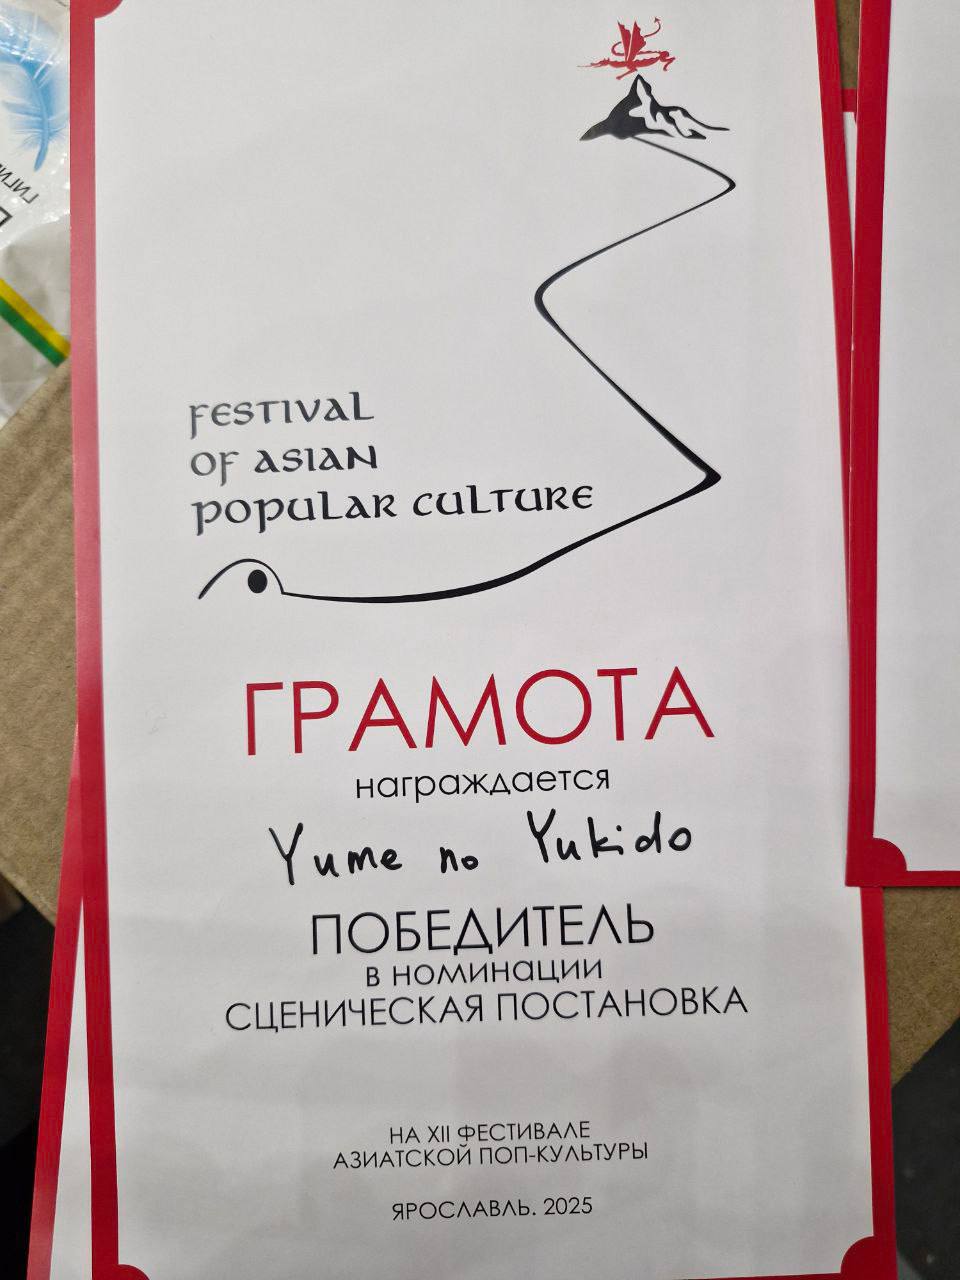 FESTIVAL
OF ASIAN
POPULAR CULTURE
ГРАМОТА
награждается
Yume no Yukido
ПОБЕДИТЕЛЬ
В НОМИНАЦИИ
СЦЕНИЧЕСКАЯ ПОСТАНОВКА
НА XII ФЕСТИВАЛЕ
АЗИАТСКОЙ ПОП-КУЛЬТУРЫ
ЯРОСЛАВЛЬ. 2025